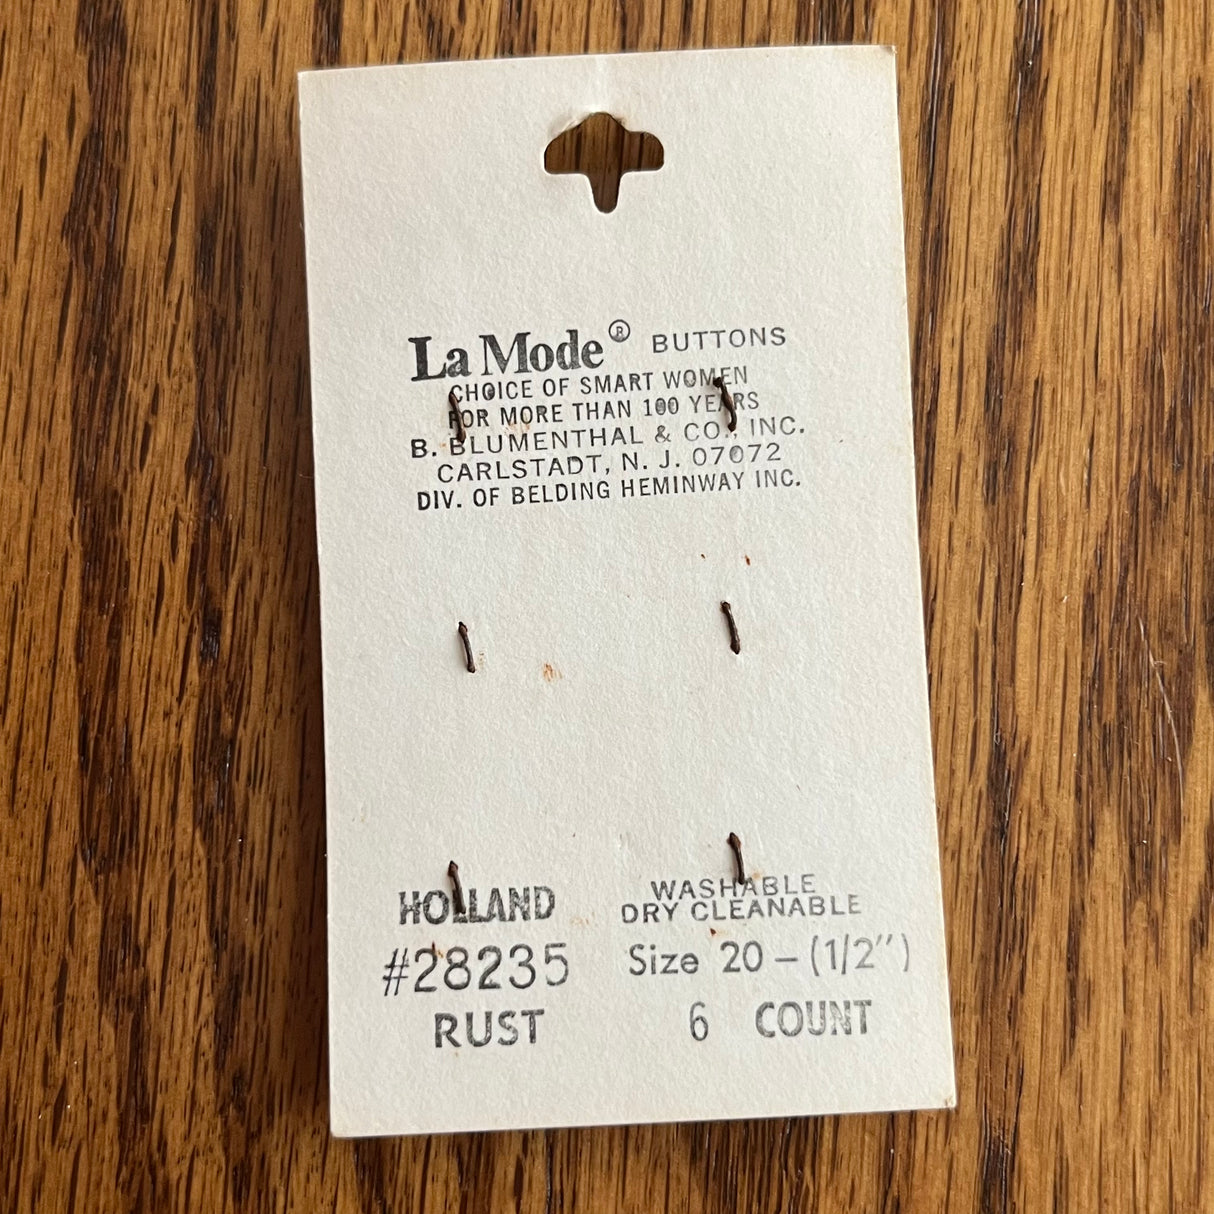 La Mode® BUTTONS
CHOICE OF SMART WOMEN
FOR MORE THAN 100 YEARS
B. BLUMENTHAL & CO., INC.
CARLSTADT, N. J. 07072
DIV. OF BELDING HEMINWAY INC.
HOLLAND
#28235
RUST
WASHABLE
DRY CLEANABLE
Size 20 – (1/2")
6 COUNT